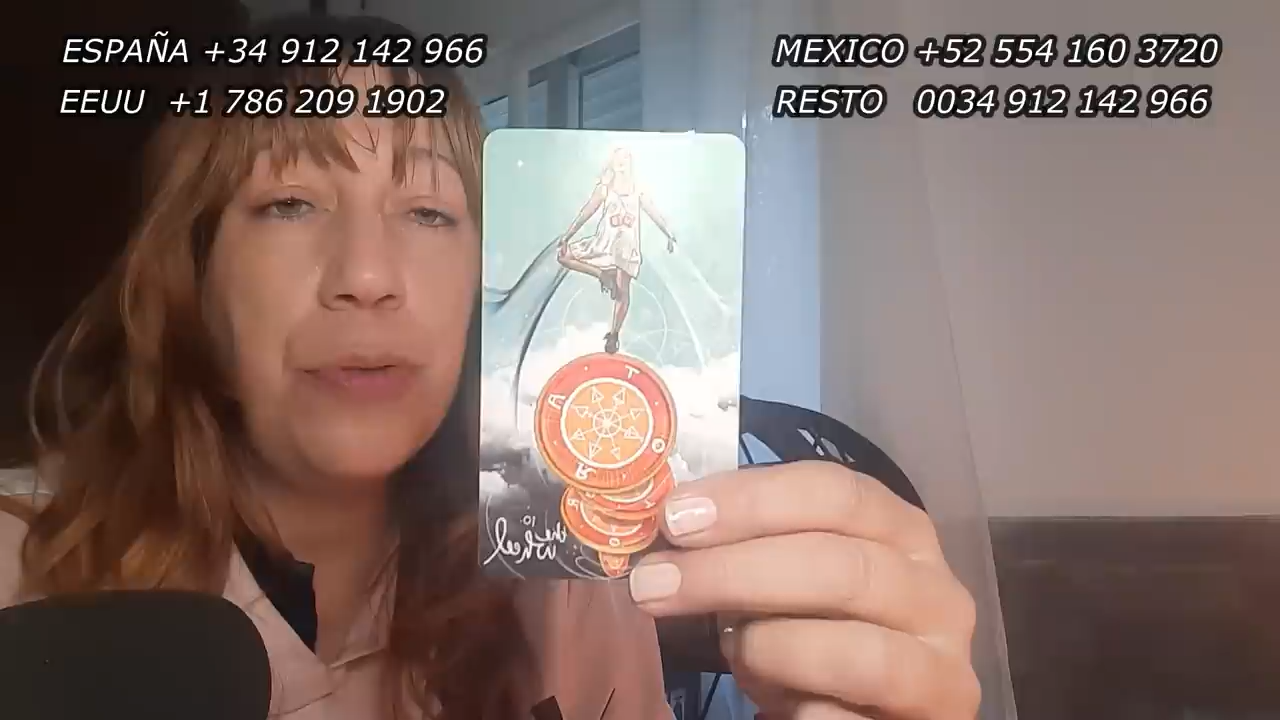 ESPAÑA +34 912 142 966
EEUU +1 786 209 1902
MEXICO +52 554 160 3720
RESTO 0034 912 142 966
T
A
O
R